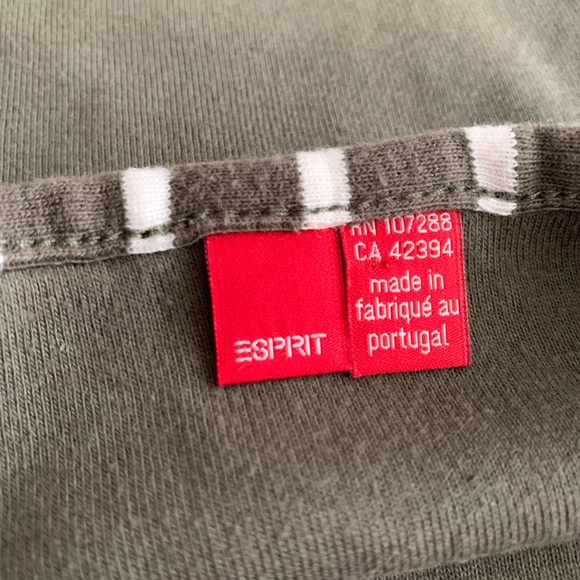 ESPRIT
RN 107288
CA 42394
made in
fabriqué au
portugal